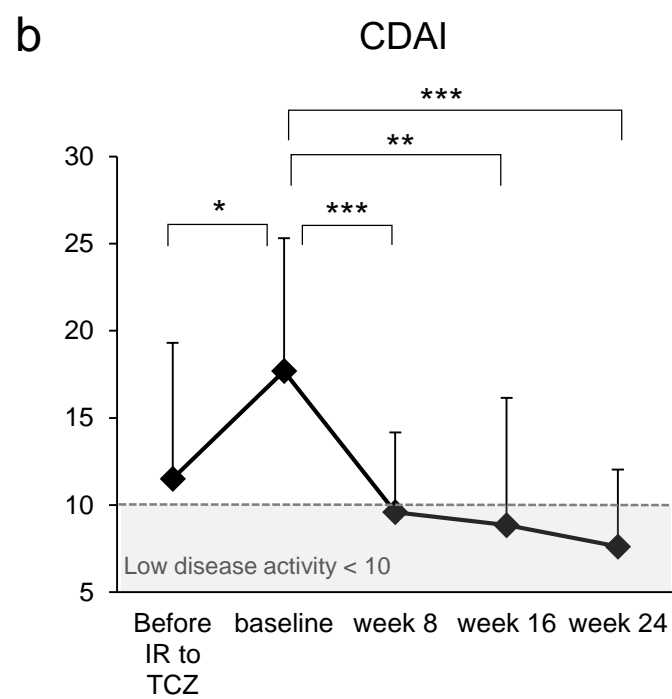 b
CDAI
***
**
*
***
30
25
20
15
10
5
Low disease activity < 10
Before IR to TCZ
baseline
week 8
week 16
week 24